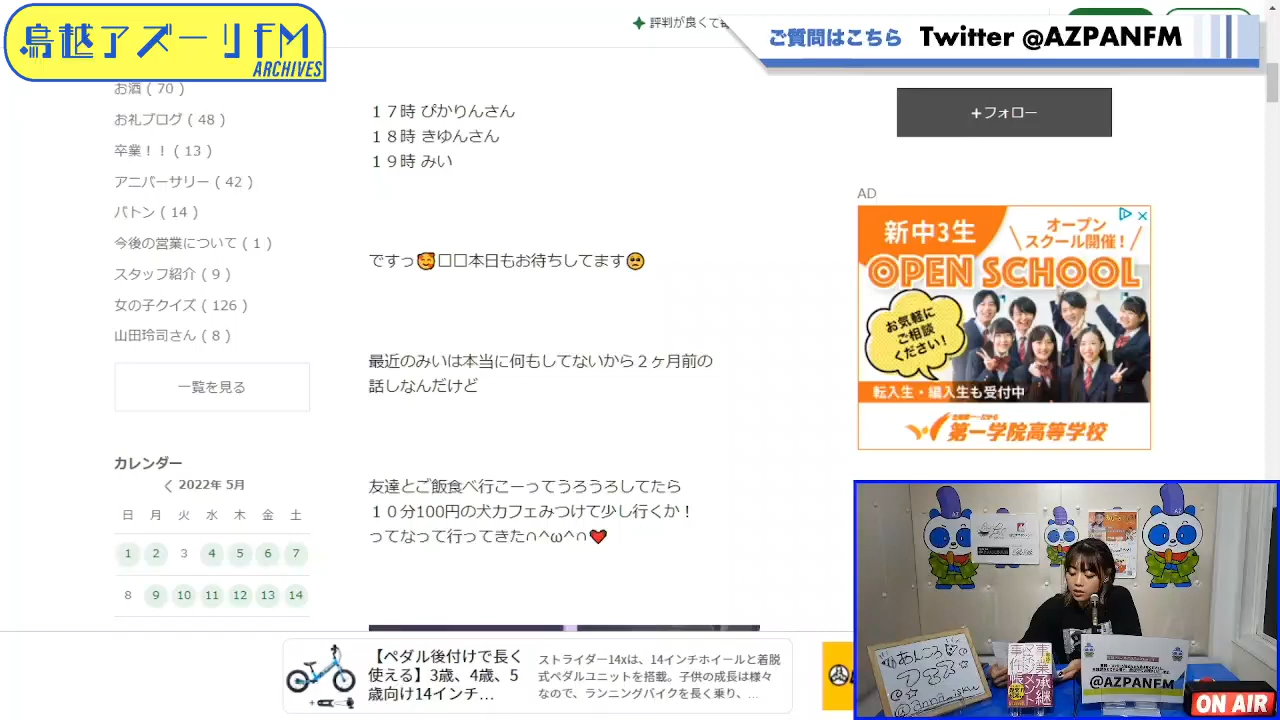 鳥越アズーリFM
ARCHIVES
評判が良くても
ご質問はこちら Twitter @AZPANFM
お酒 ( 70 )
お礼ブログ ( 48 )
卒業！！ ( 13 )
アニバーサリー ( 42 )
バトン ( 14 )
今後の営業について ( 1 )
スタッフ紹介 ( 9 )
女の子クイズ ( 126 )
山田玲司さん ( 8 )
一覧を見る
カレンダー
2022年 5月
日 月 火 水 木 金 土
1 2 3 4 5 6 7
8 9 10 11 12 13 14
１７時 ぴかりんさん
１８時 きゆんさん
１９時 みい
ですっ🥰□□本日もお待ちしてます🥺
最近のみいは本当に何もしてないから２ヶ月前の
話しなんだけど
友達とご飯食べ行こーってうろうろしてたら
１０分100円の犬カフェみつけて少し行くか！
ってなって行ってきた∩^ω^∩❤️
+フォロー
AD
新中3生
オープン
スクール開催！
OPEN SCHOOL
お気軽に
ご相談
ください！
転入生・編入生も受付中
第一学院高等学校
【ペダル後付けで長く
使える】3歳、4歳、5
歳向け14インチ...
ストライダー14xは、14インチホイールと着脱
式ペダルユニットを搭載。子供の成長は様々
なので、ランニングバイクを長く乗り、...
あんころ
事業承継
@AZPANFM
ON AIR